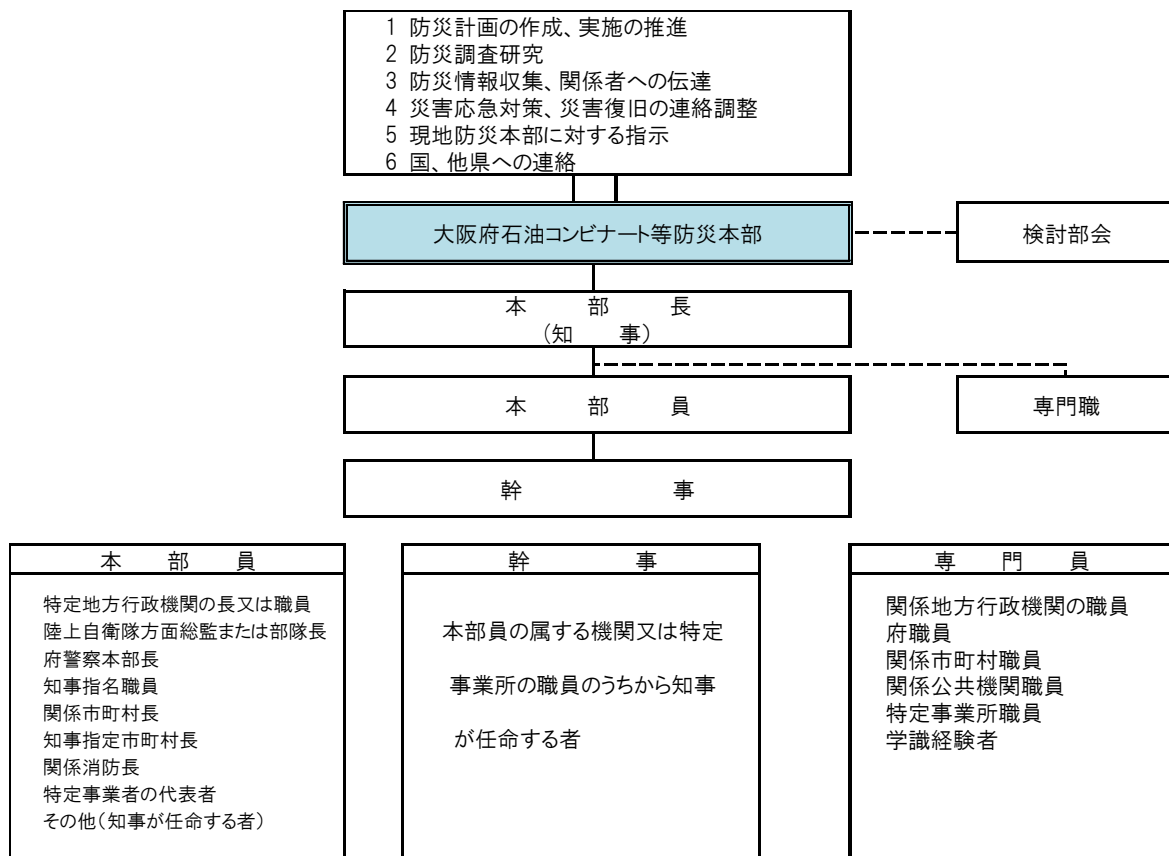 1 防災計画の作成、実施の推進
2 防災調査研究
3 防災情報収集、関係者への伝達
4 災害応急対策、災害復旧の連絡調整
5 現地防災本部に対する指示
6 国、他県への連絡
大阪府石油コンビナート等防災本部
検討部会
本 部 長
（知 事）
本 部 員
専門職
幹 事
本 部 員
特定地方行政機関の長又は職員
陸上自衛隊方面総監または部隊長
府警察本部長
知事指名職員
関係市町村長
知事指定市町村長
関係消防長
特定事業者の代表者
その他（知事が任命する者）
幹 事
本部員の属する機関又は特定
事業所の職員のうちから知事
が任命する者
専 門 員
関係地方行政機関の職員
府職員
関係市町村職員
関係公共機関職員
特定事業所職員
学識経験者